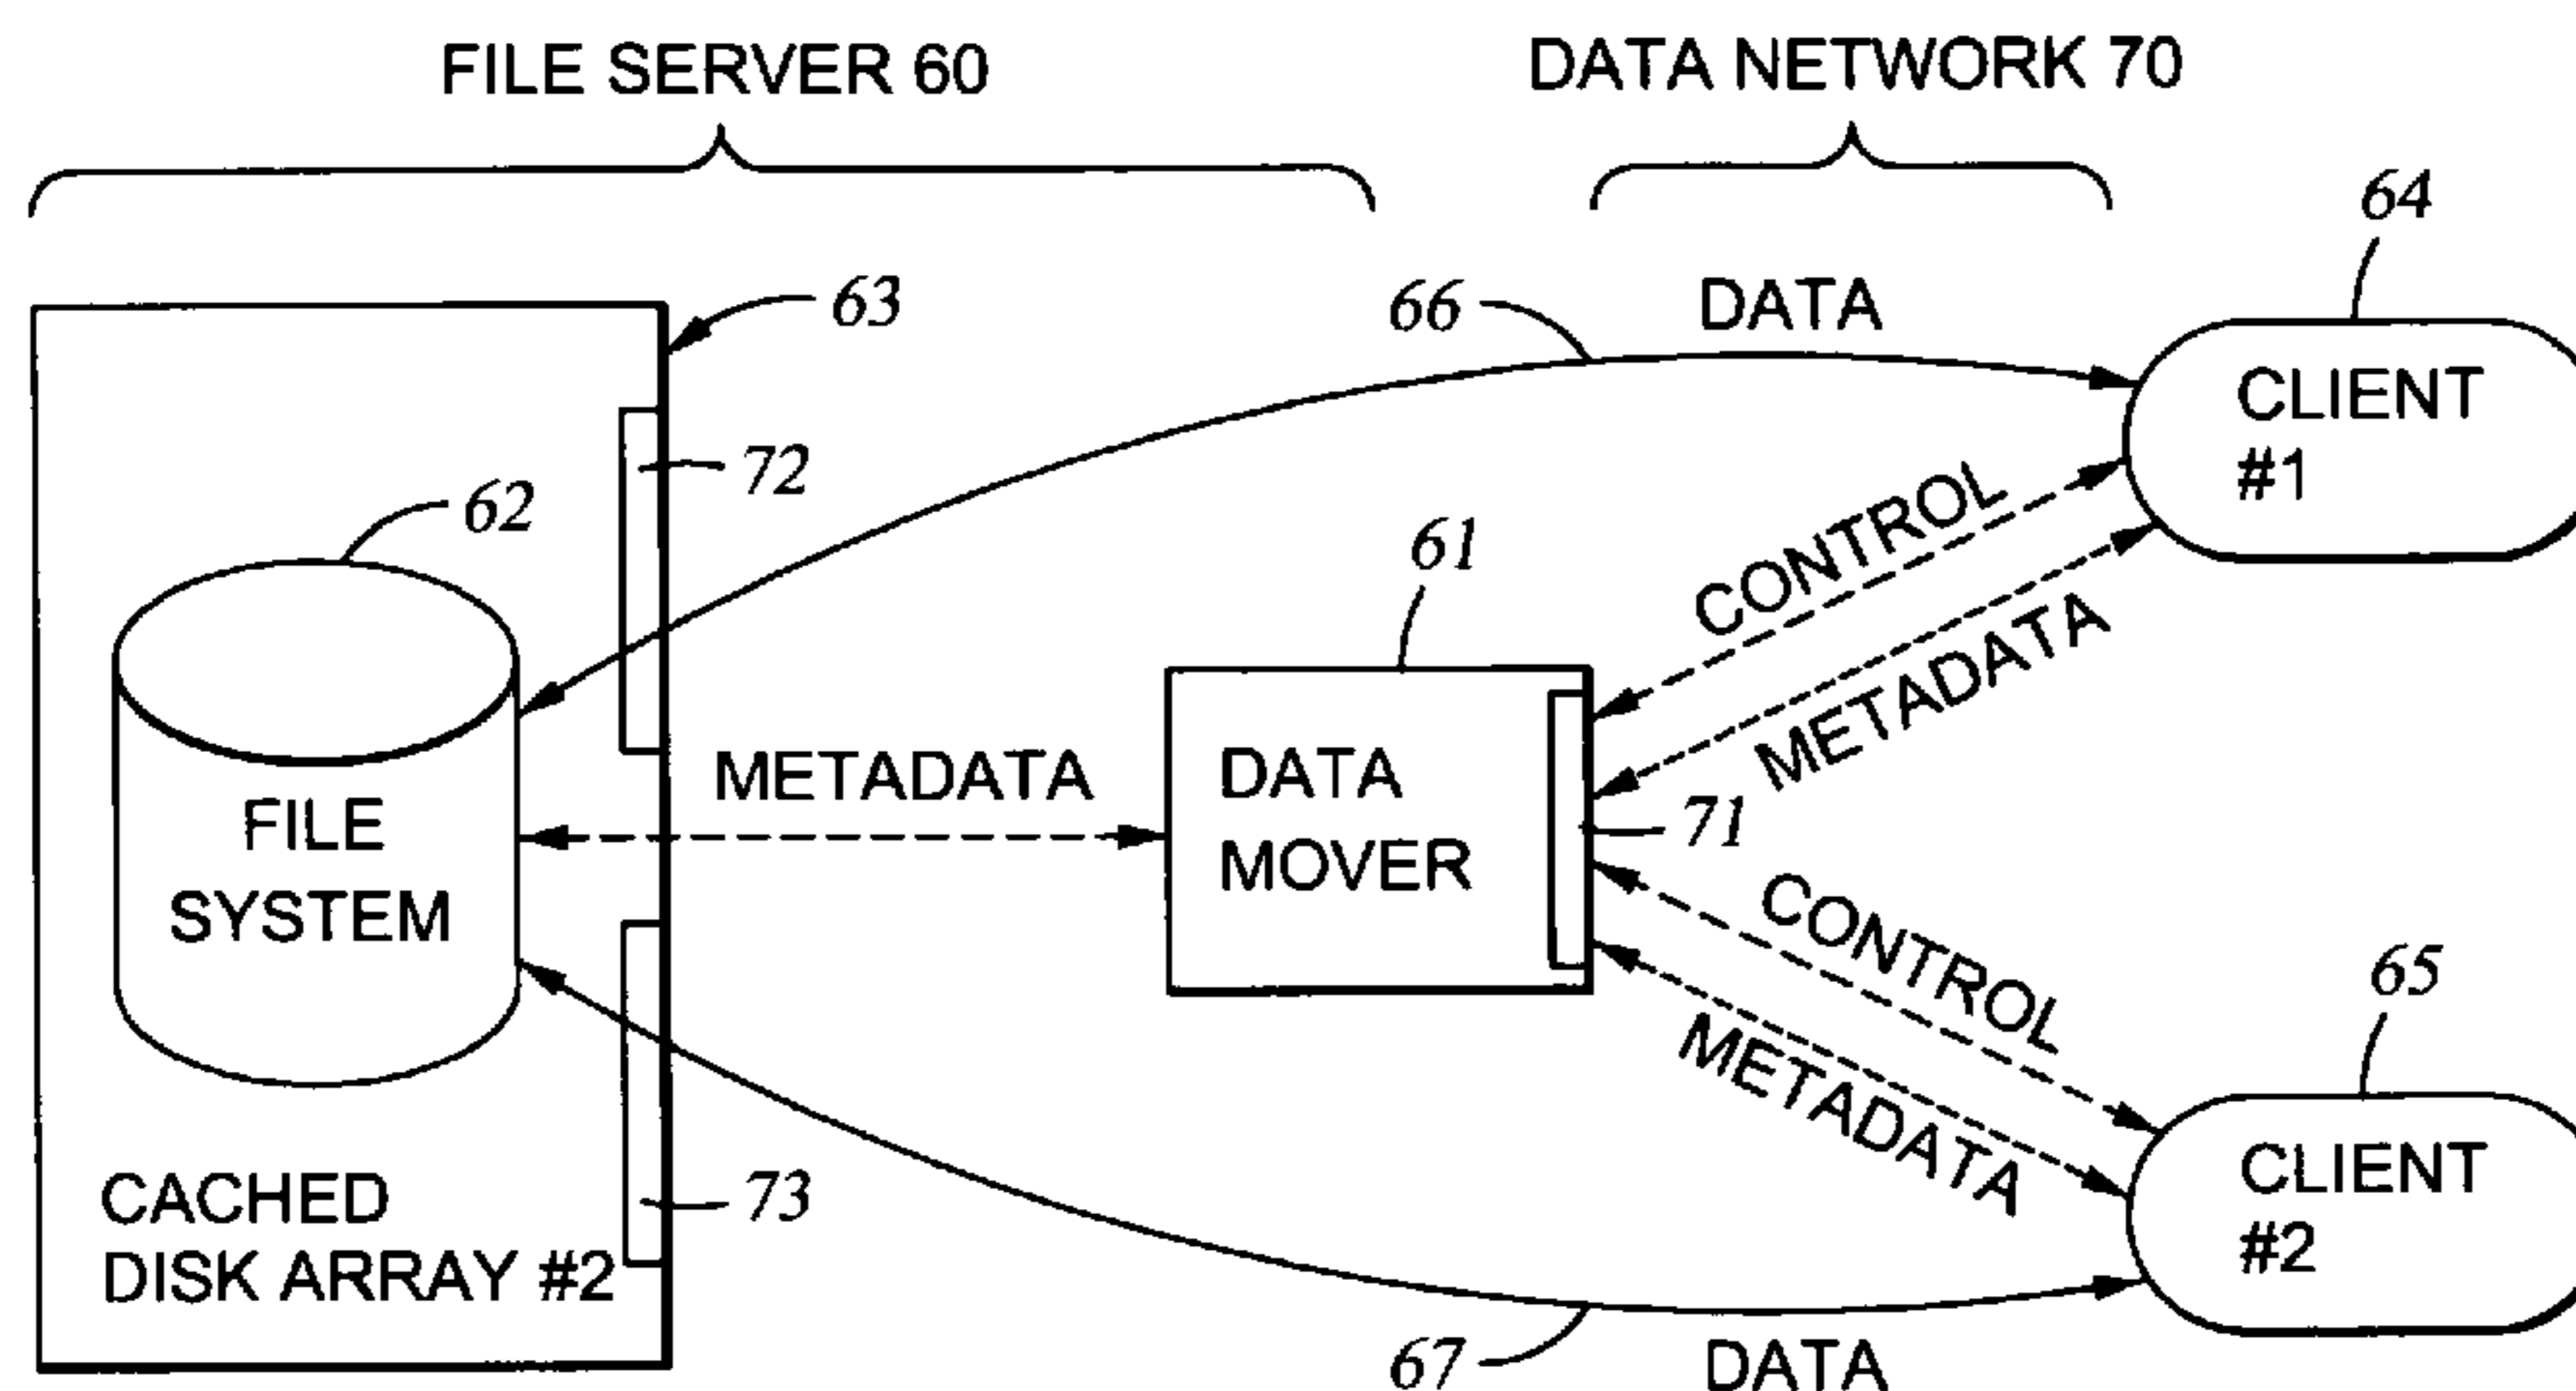 FILE SERVER 60
DATA NETWORK 70
64
63
66
DATA
CLIENT
#1
72
62
CONTROL
61
METADATA
METADATA
DATA
MOVER
71
FILE
SYSTEM
CONTROL
METADATA
65
CACHED
DISK ARRAY #2
73
CLIENT
#2
67
DATA